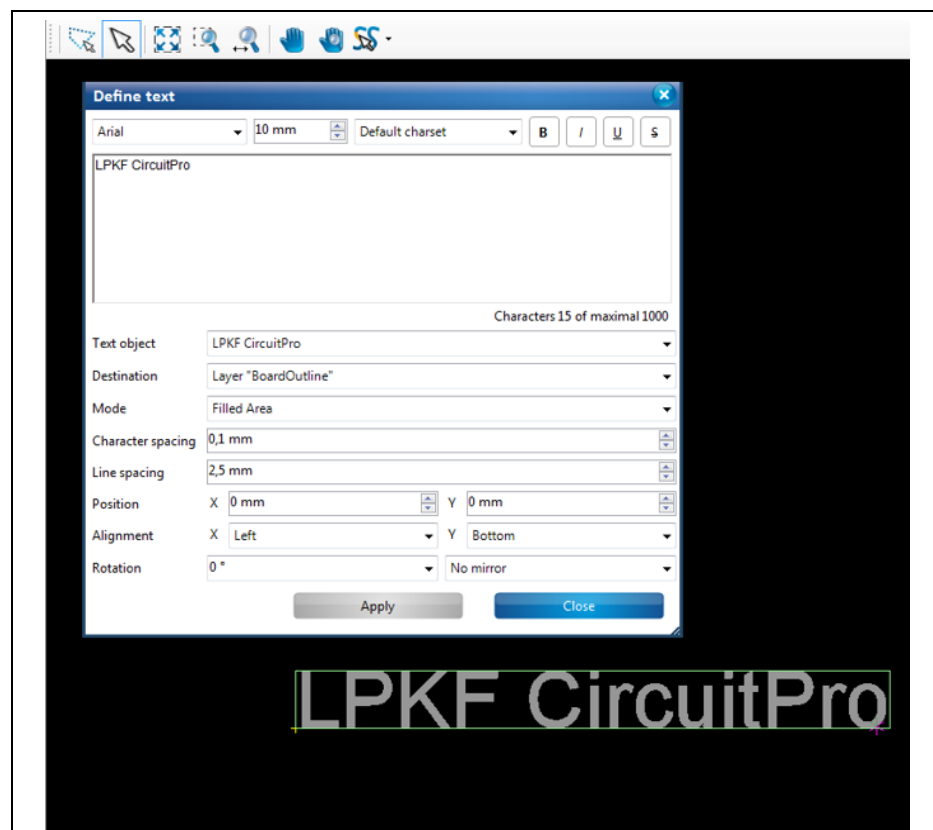 Define text
Arial 10 mm Default charset B I U S
LPKF CircuitPro
Characters 15 of maximal 1000
Text object LPKF CircuitPro
Destination Layer "BoardOutline"
Mode Filled Area
Character spacing 0,1 mm
Line spacing 2,5 mm
Position X 0 mm Y 0 mm
Alignment X Left Y Bottom
Rotation 0 ° No mirror
Apply Close
LPKF CircuitPro